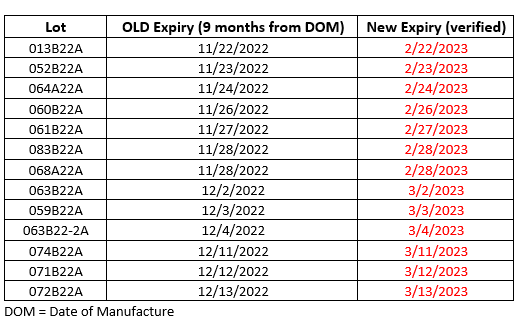 Lot OLD Expiry (9 months from DOM) New Expiry (verified)
013B22A 11/22/2022 2/22/2023
052B22A 11/23/2022 2/23/2023
064A22A 11/24/2022 2/24/2023
060B22A 11/26/2022 2/26/2023
061B22A 11/27/2022 2/27/2023
083B22A 11/28/2022 2/28/2023
068A22A 11/28/2022 2/28/2023
063B22A 12/2/2022 3/2/2023
059B22A 12/3/2022 3/3/2023
063B22-2A 12/4/2022 3/4/2023
074B22A 12/11/2022 3/11/2023
071B22A 12/12/2022 3/12/2023
072B22A 12/13/2022 3/13/2023
DOM = Date of Manufacture